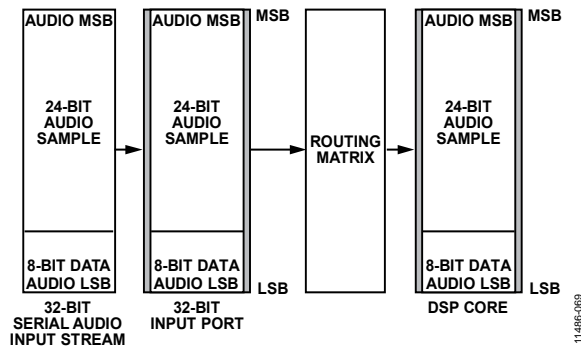 AUDIO MSB
24-BIT
AUDIO
SAMPLE
8-BIT DATA
AUDIO LSB
32-BIT
SERIAL AUDIO
INPUT STREAM
AUDIO MSB
MSB
24-BIT
AUDIO
SAMPLE
8-BIT DATA
AUDIO LSB
LSB
32-BIT
INPUT PORT
ROUTING
MATRIX
AUDIO MSB
MSB
24-BIT
AUDIO
SAMPLE
8-BIT DATA
AUDIO LSB
LSB
DSP CORE
11486-069